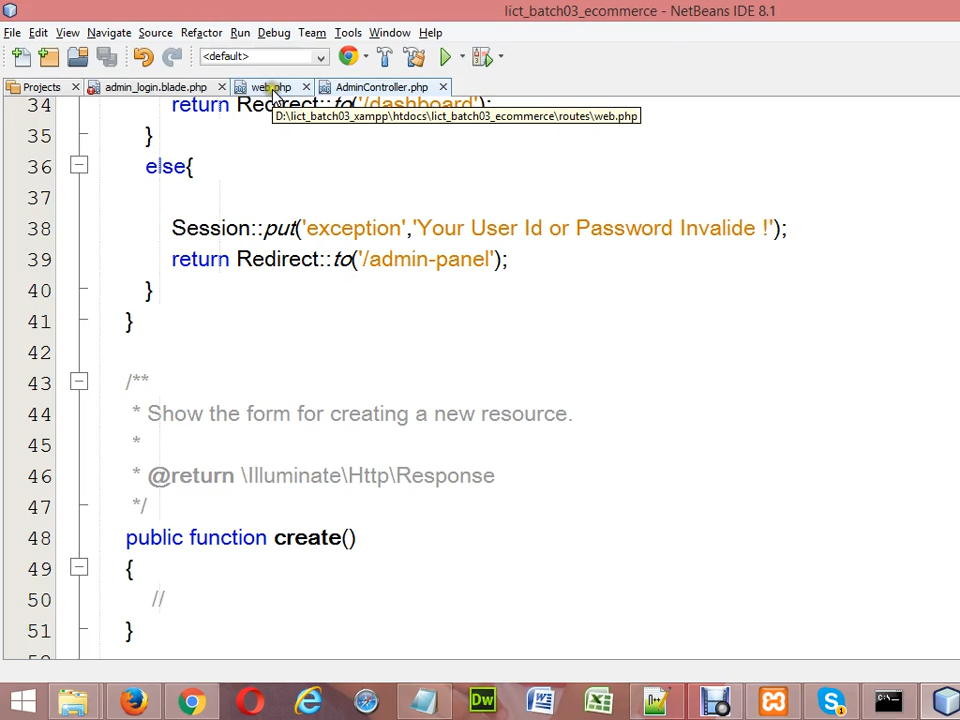 lict_batch03_ecommerce - NetBeans IDE 8.1
File Edit View Navigate Source Refactor Run Debug Team Tools Window Help
<default>
Projects admin_login.blade.php web.php AdminController.php
34 return Redirect::to('/dashboard');
D:\lict_batch03_xampp\htdocs\lict_batch03_ecommerce\routes\web.php
35 }
36 else{
37
38 Session::put('exception','Your User Id or Password Invalide !');
39 return Redirect::to('/admin-panel');
40 }
41 }
42
43 /**
44 * Show the form for creating a new resource.
45 *
46 * @return \Illuminate\Http\Response
47 */
48 public function create()
49 {
50 //
51 }